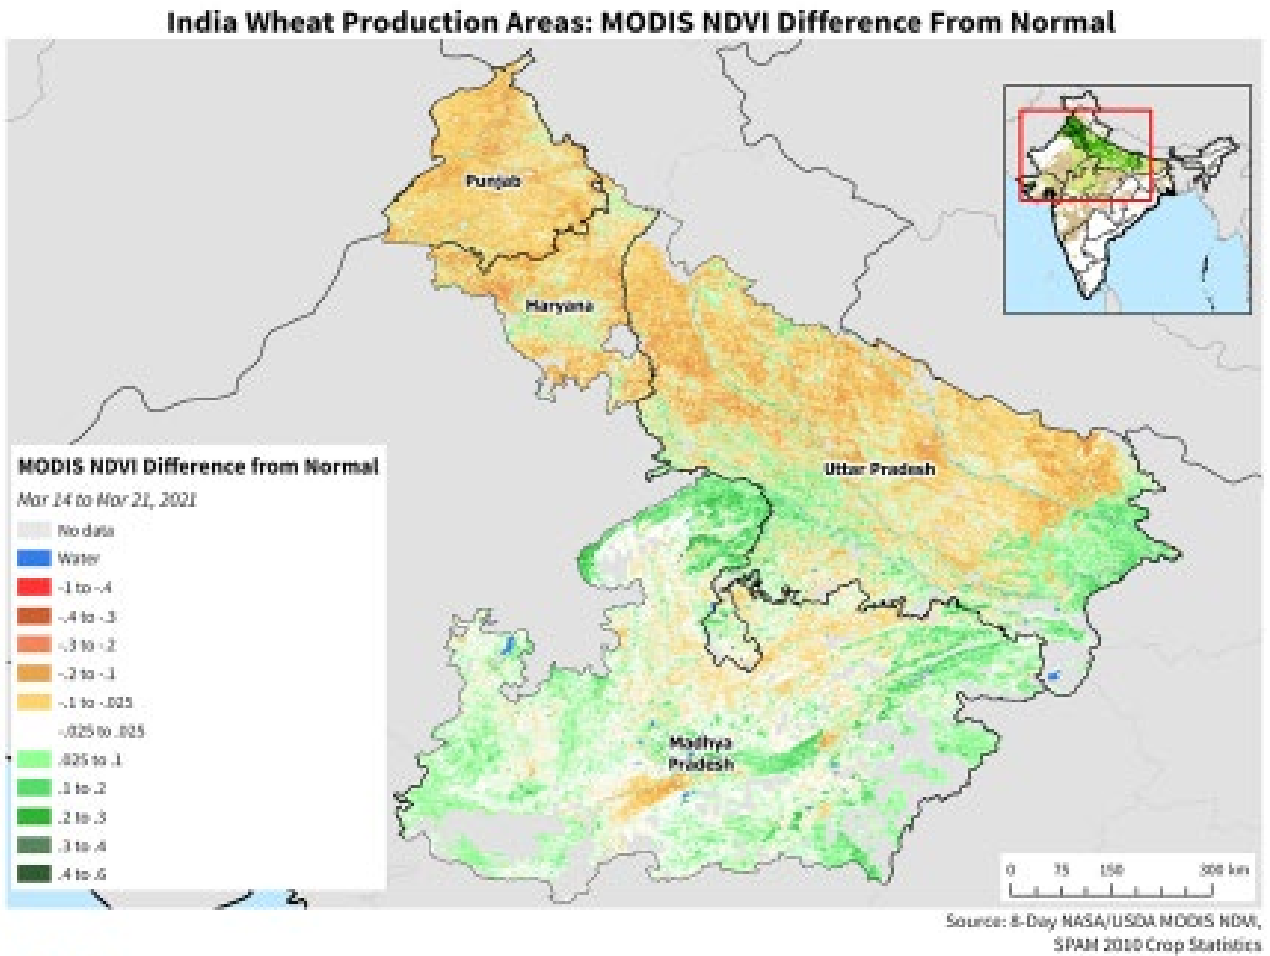 India Wheat Production Areas: MODIS NDVI Difference From Normal
Punjab
Haryana
Uttar Pradesh
Madhya
Pradesh
MODIS NDVI Difference from Normal
Mar 14 to Mar 21, 2021
No data
Water
-1 to -.4
-.4 to -.3
-.3 to -.2
-.2 to -.1
-.1 to -.025
-.025 to .025
.025 to .1
.1 to .2
.2 to .3
.3 to .4
.4 to .6
0 75 150 300 km
Source: 8-Day NASA/USDA MODIS NDVI,
SPAM 2010 Crop Statistics